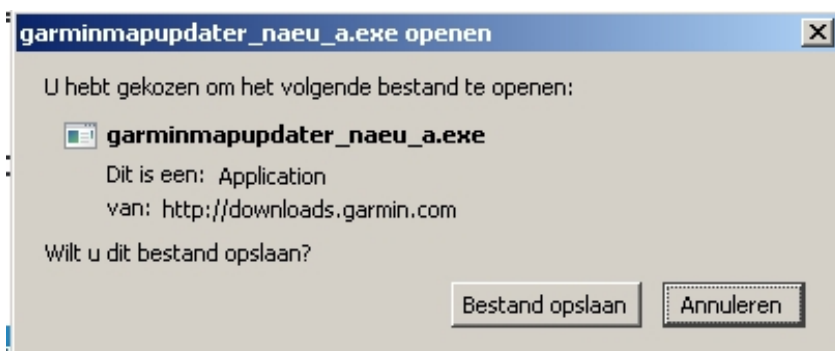 garminmapupdater_naeu_a.exe openen
U hebt gekozen om het volgende bestand te openen:
garminmapupdater_naeu_a.exe
Dit is een: Application
van: http://downloads.garmin.com
Wilt u dit bestand opslaan?
Bestand opslaan
Annuleren